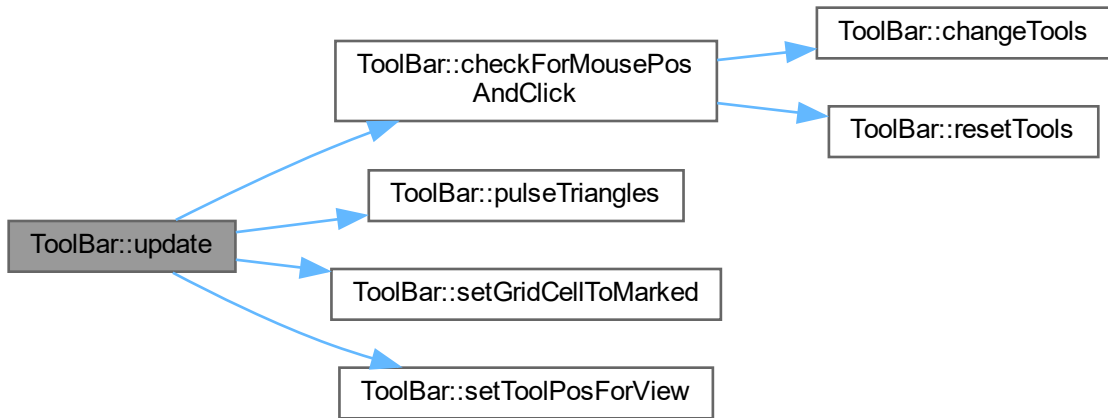 ToolBar::changeTools
ToolBar::checkForMousePos
AndClick
ToolBar::resetTools
ToolBar::pulseTriangles
ToolBar::update
ToolBar::setGridCellToMarked
ToolBar::setToolPosForView